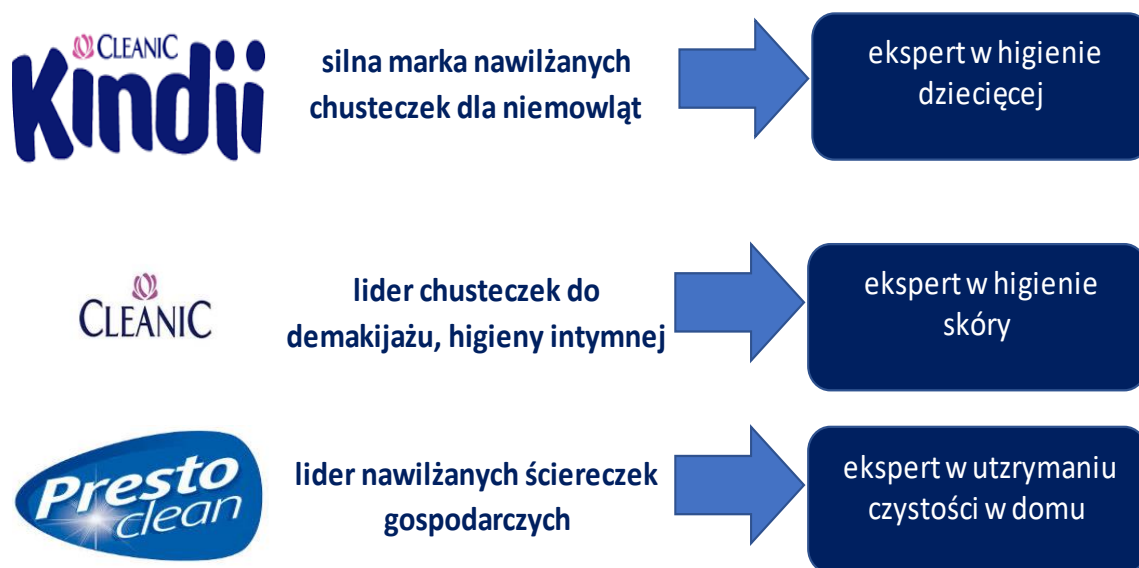 CLEANIC
Kindii
silna marka nawilżanych
chusteczek dla niemowląt
ekspert w higienie
dziecięcej
CLEANIC
lider chusteczek do
demakijażu, higieny intymnej
ekspert w higienie
skóry
Presto
clean
lider nawilżanych ściereczek
gospodarczych
ekspert w utzrymaniu
czystości w domu